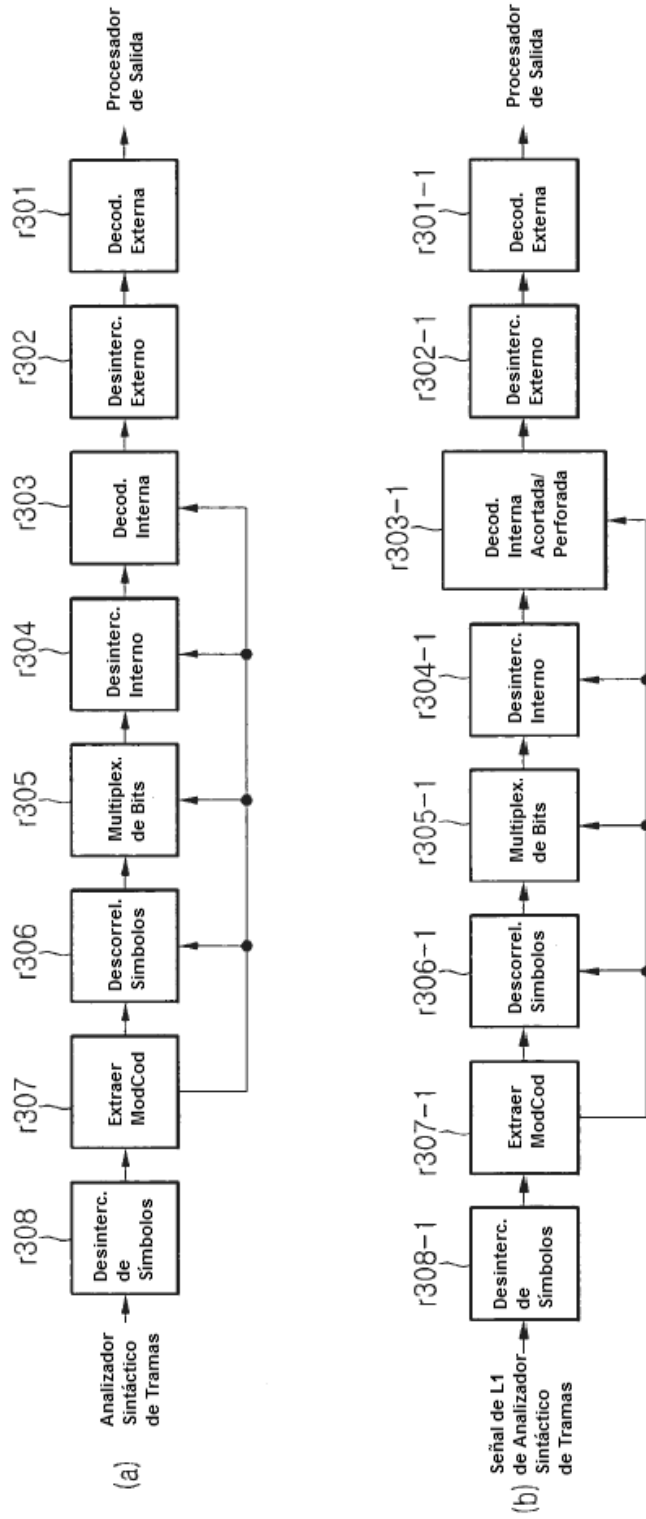 (a)
Analizador
Sintáctico
de Tramas
r308
Desinterc.
de
Símbolos
r307
Extraer
ModCod
r306
Descorrel.
Simbolos
r305
Multiplex.
de Bits
r304
Desinterc.
Interno
r303
Decod.
Interna
r302
Desinterc.
Externo
r301
Decod.
Externa
Procesador
de Salida
(b)
Señal de L1
de Analizador
Sintáctico
de Tramas
r308-1
Desinterc.
de
Símbolos
r307-1
Extraer
ModCod
r306-1
Descorrel.
Simbolos
r305-1
Multiplex.
de Bits
r304-1
Desinterc.
Interno
r303-1
Decod.
Interna
Acortada/
Perforada
r302-1
Desinterc.
Externo
r301-1
Decod.
Externa
Procesador
de Salida